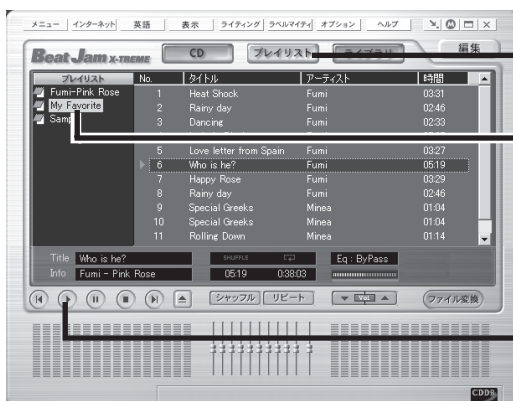 メニュー インターネット 英語 表示 ライティング ラベルマイティ オプション ヘルプ
Beat Jam X-TREME CD プレイリスト ライブラリ 編集
プレイリスト No. タイトル アーティスト 時間
Fumi-Pink Rose 1 Heat Shock Fumi 03:31
My Favorite 2 Rainy day Fumi 02:46
Samp 3 Dancing Fumi 02:33
5 Love letter from Spain Fumi 03:27
6 Who is he? Fumi 05:19
7 Happy Rose Fumi 03:29
8 Rainy day Fumi 02:46
9 Special Greeks Minea 01:04
10 Special Greeks Minea 01:04
11 Rolling Down Minea 01:14
Title Who is he? SHUFFLE Eq : ByPass
Info Fumi - Pink Rose 05:19 0:38:03
シャッフル リピート Vol ファイル変換
CDDB